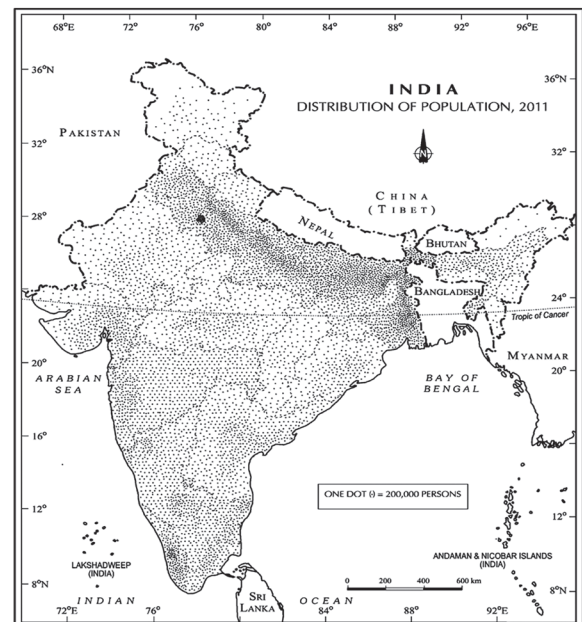 68°E 72° 76° 80° 84° 88° 92° 96°
36°N
36°N
INDIA
DISTRIBUTION OF POPULATION, 2011
PAKISTAN
N
32°
32°
CHINA
(TIBET)
NEPAL
28°
28°
BHUTAN
BANGLADESH
24°
24°
Tropic of Cancer
MYANMAR
20°
20°
ARABIAN
SEA
BAY OF
BENGAL
16°
16°
ONE DOT (·) = 200,000 PERSONS
12°
12°
LAKSHADWEEP
(INDIA)
ANDAMAN & NICOBAR ISLANDS
(INDIA)
0 200 400 600 km
8°N
8°N
INDIAN OCEAN
SRI
LANKA
72°E 76° 80° 84° 88° 92°E